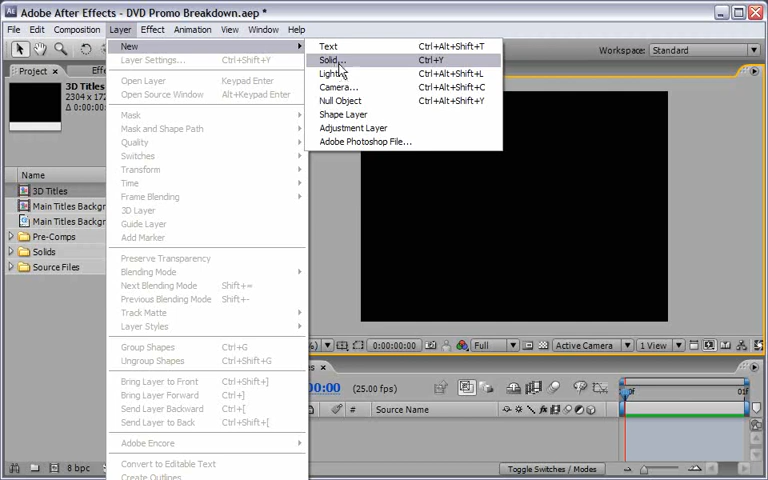 Adobe After Effects - DVD Promo Breakdown.aep *
File Edit Composition Layer Effect Animation View Window Help
Workspace: Standard
Project
3D Titles
2304 x 172
Δ 0:00:0
Name
3D Titles
Main Titles Backgr
Main Titles Backgr
Pre-Comps
Solids
Source Files
8 bpc
New
Layer Settings... Ctrl+Shift+Y
Open Layer Keypad Enter
Open Source Window Alt+Keypad Enter
Mask
Mask and Shape Path
Quality
Switches
Transform
Time
Frame Blending
3D Layer
Guide Layer
Add Marker
Preserve Transparency
Blending Mode
Next Blending Mode Shift+=
Previous Blending Mode Shift+-
Track Matte
Layer Styles
Group Shapes Ctrl+G
Ungroup Shapes Ctrl+Shift+G
Bring Layer to Front Ctrl+Shift+]
Bring Layer Forward Ctrl+]
Send Layer Backward Ctrl+[
Send Layer to Back Ctrl+Shift+[
Adobe Encore
Convert to Editable Text
Create Outlines
Text Ctrl+Alt+Shift+T
Solid... Ctrl+Y
Light... Ctrl+Alt+Shift+L
Camera... Ctrl+Alt+Shift+C
Null Object Ctrl+Alt+Shift+Y
Shape Layer
Adjustment Layer
Adobe Photoshop File...
0:00:00:00 Full Active Camera 1 View
:00 (25.00 fps)
# Source Name
01f
Toggle Switches / Modes